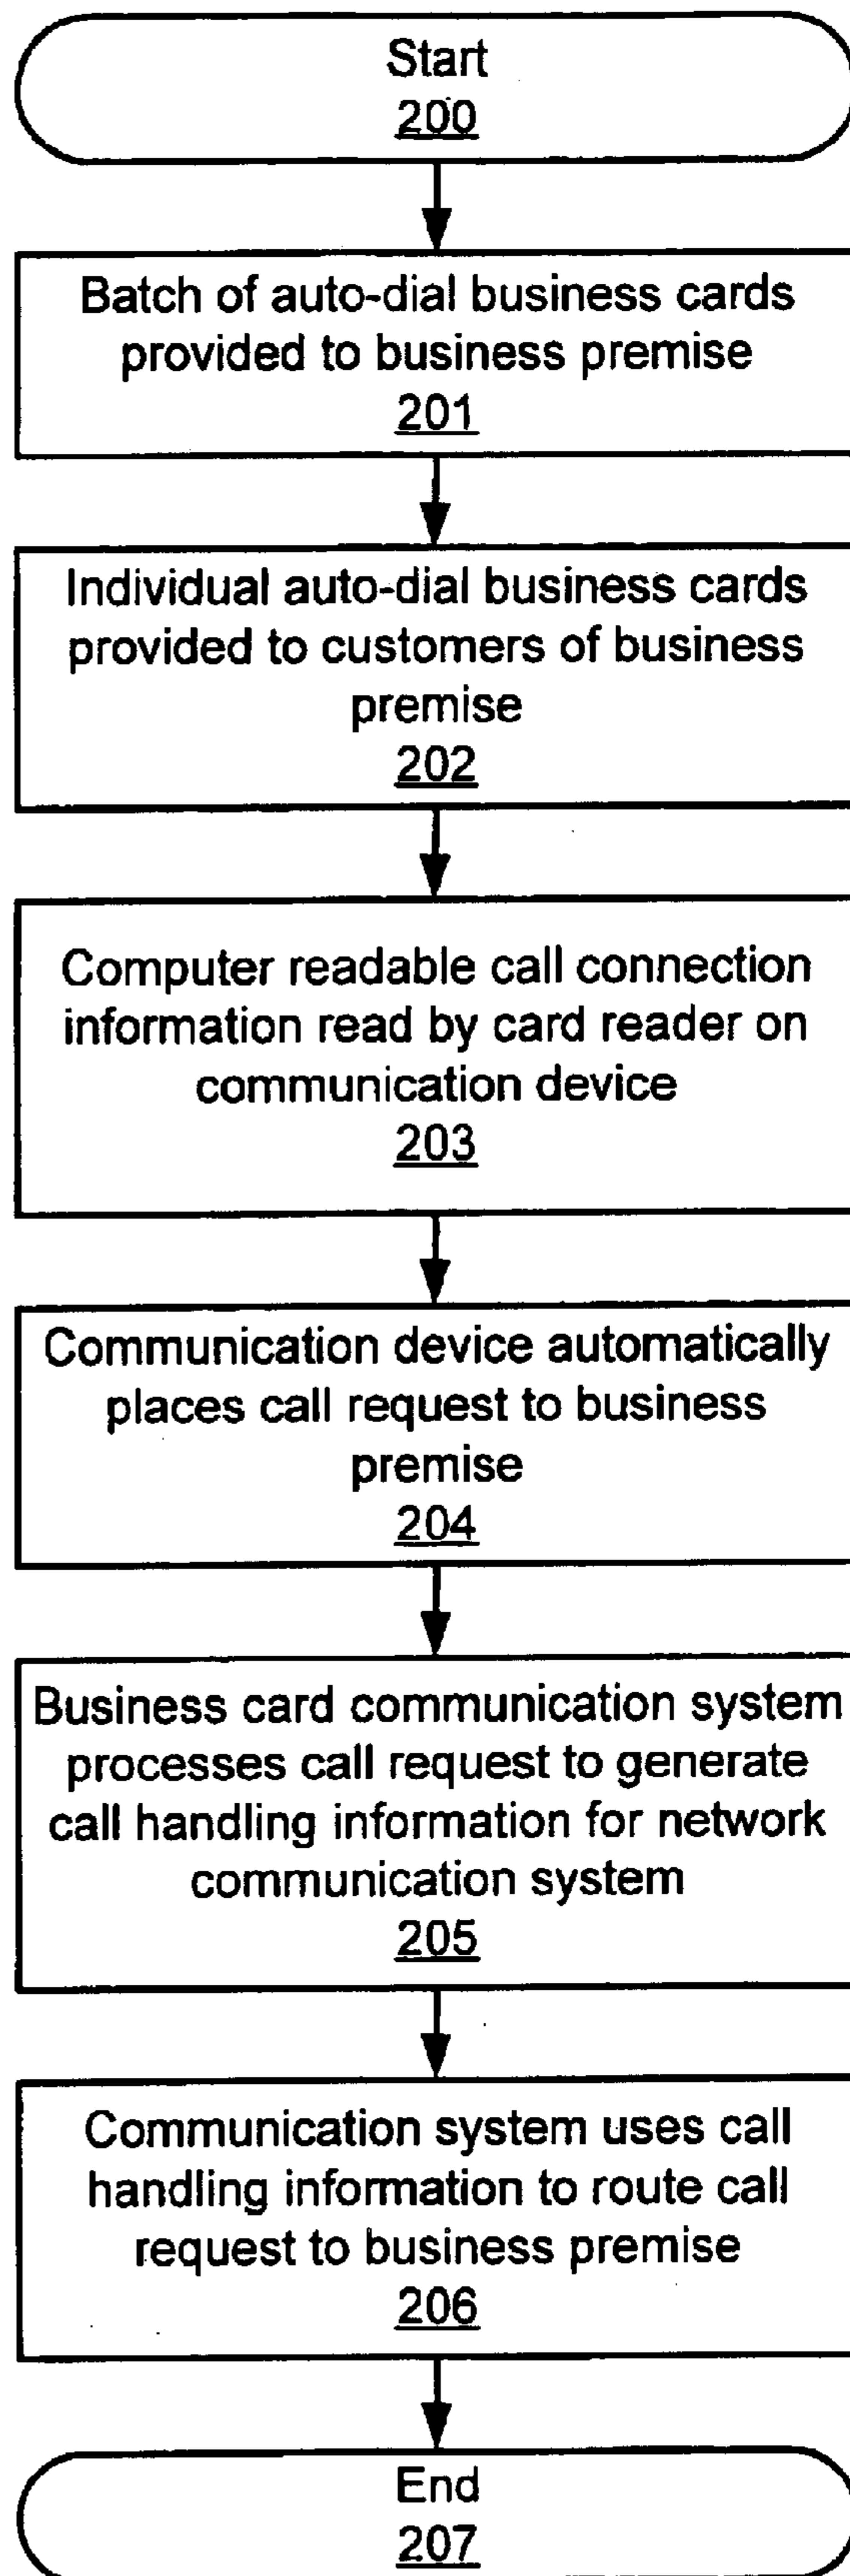 Start
200
Batch of auto-dial business cards
provided to business premise
201
Individual auto-dial business cards
provided to customers of business
premise
202
Computer readable call connection
information read by card reader on
communication device
203
Communication device automatically
places call request to business
premise
204
Business card communication system
processes call request to generate
call handling information for network
communication system
205
Communication system uses call
handling information to route call
request to business premise
206
End
207